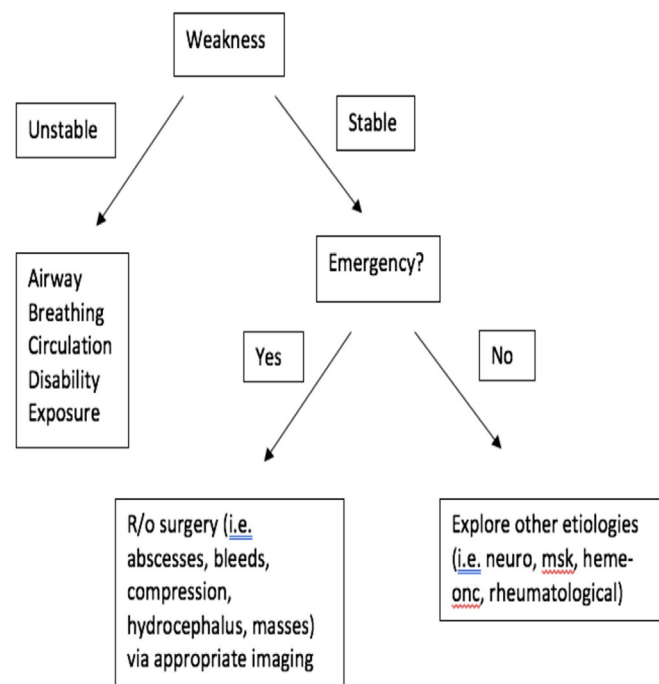 Weakness
Unstable
Stable
Airway
Breathing
Circulation
Disability
Exposure
Emergency?
Yes
No
R/o surgery (i.e.
abscesses, bleeds,
compression,
hydrocephalus, masses)
via appropriate imaging
Explore other etiologies
(i.e. neuro, msk, heme-
onc, rheumatological)